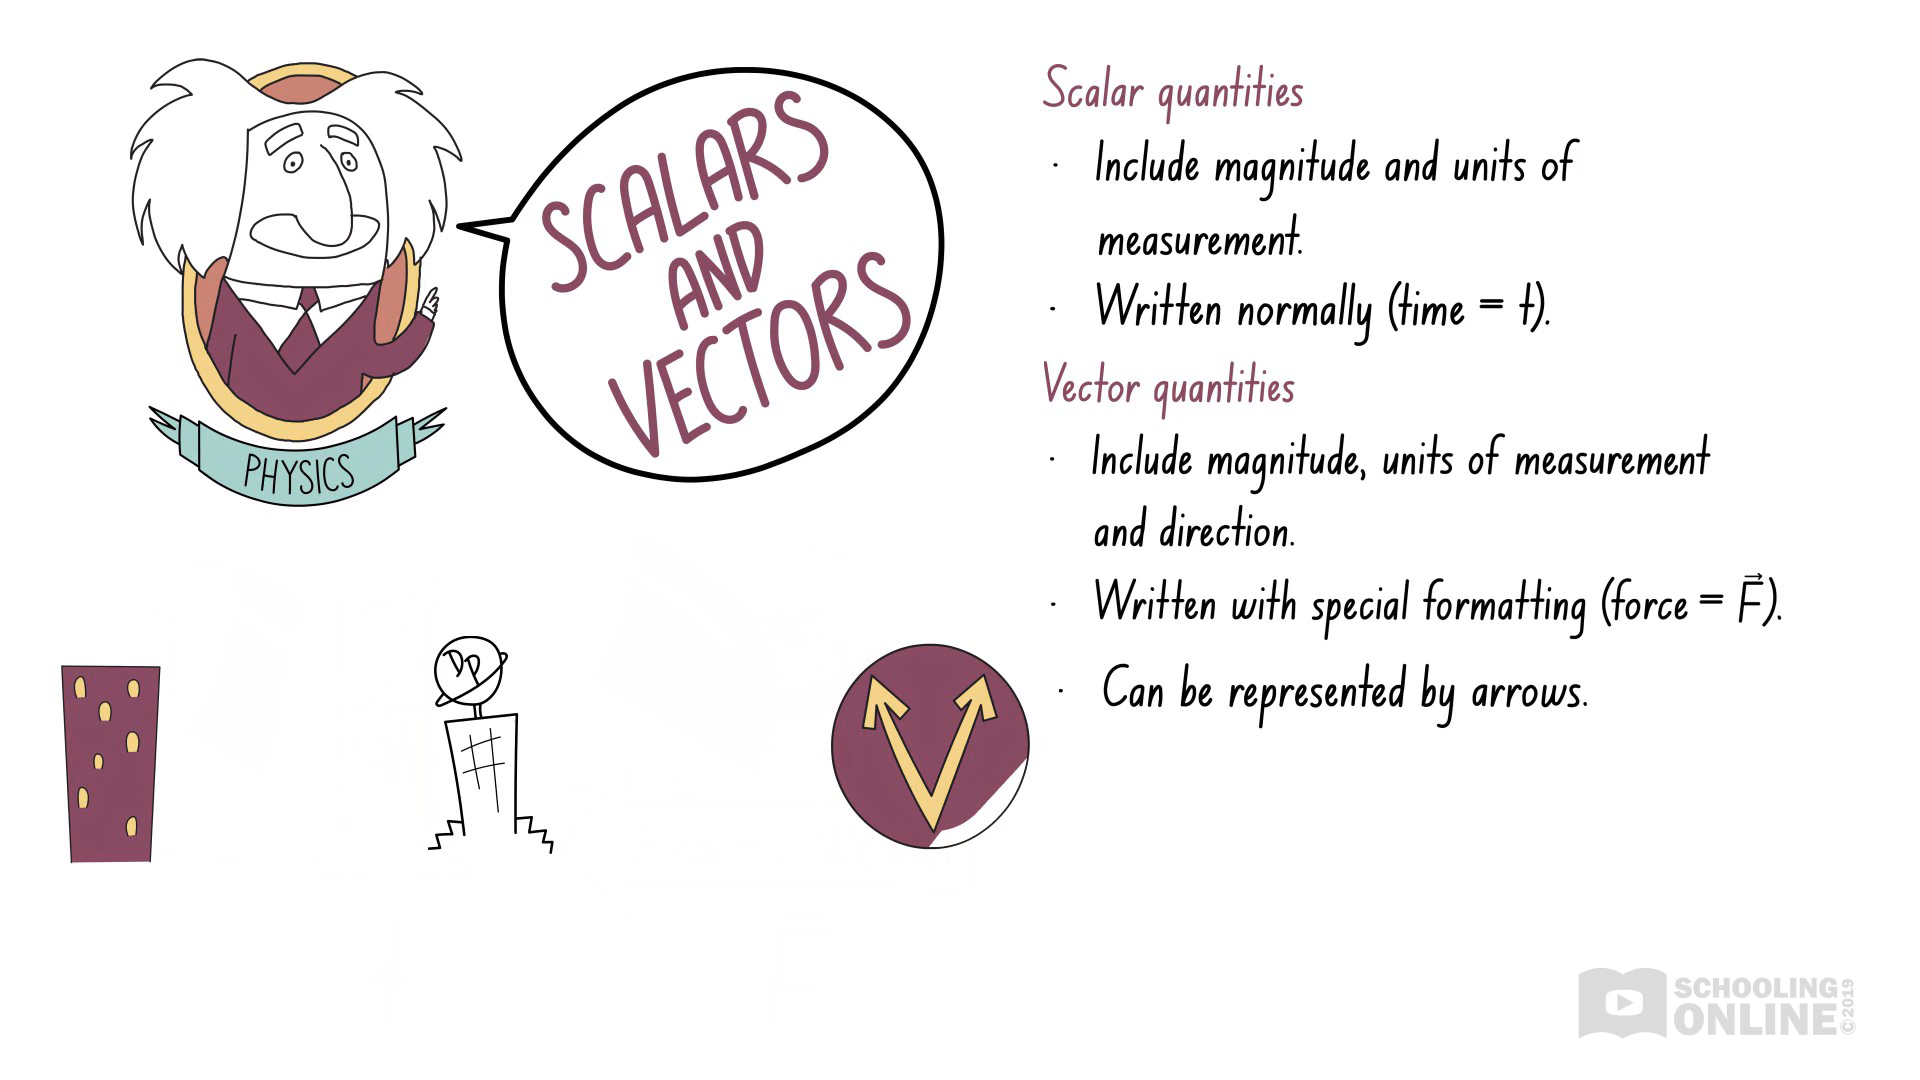 SCALARS
AND
VECTORS
PHYSICS
Scalar quantities
· Include magnitude and units of
measurement.
· Written normally (time = t).
Vector quantities
· Include magnitude, units of measurement
and direction.
· Written with special formatting (force = F⃗).
· Can be represented by arrows.
DP
V
SCHOOLING
ONLINE
©2019